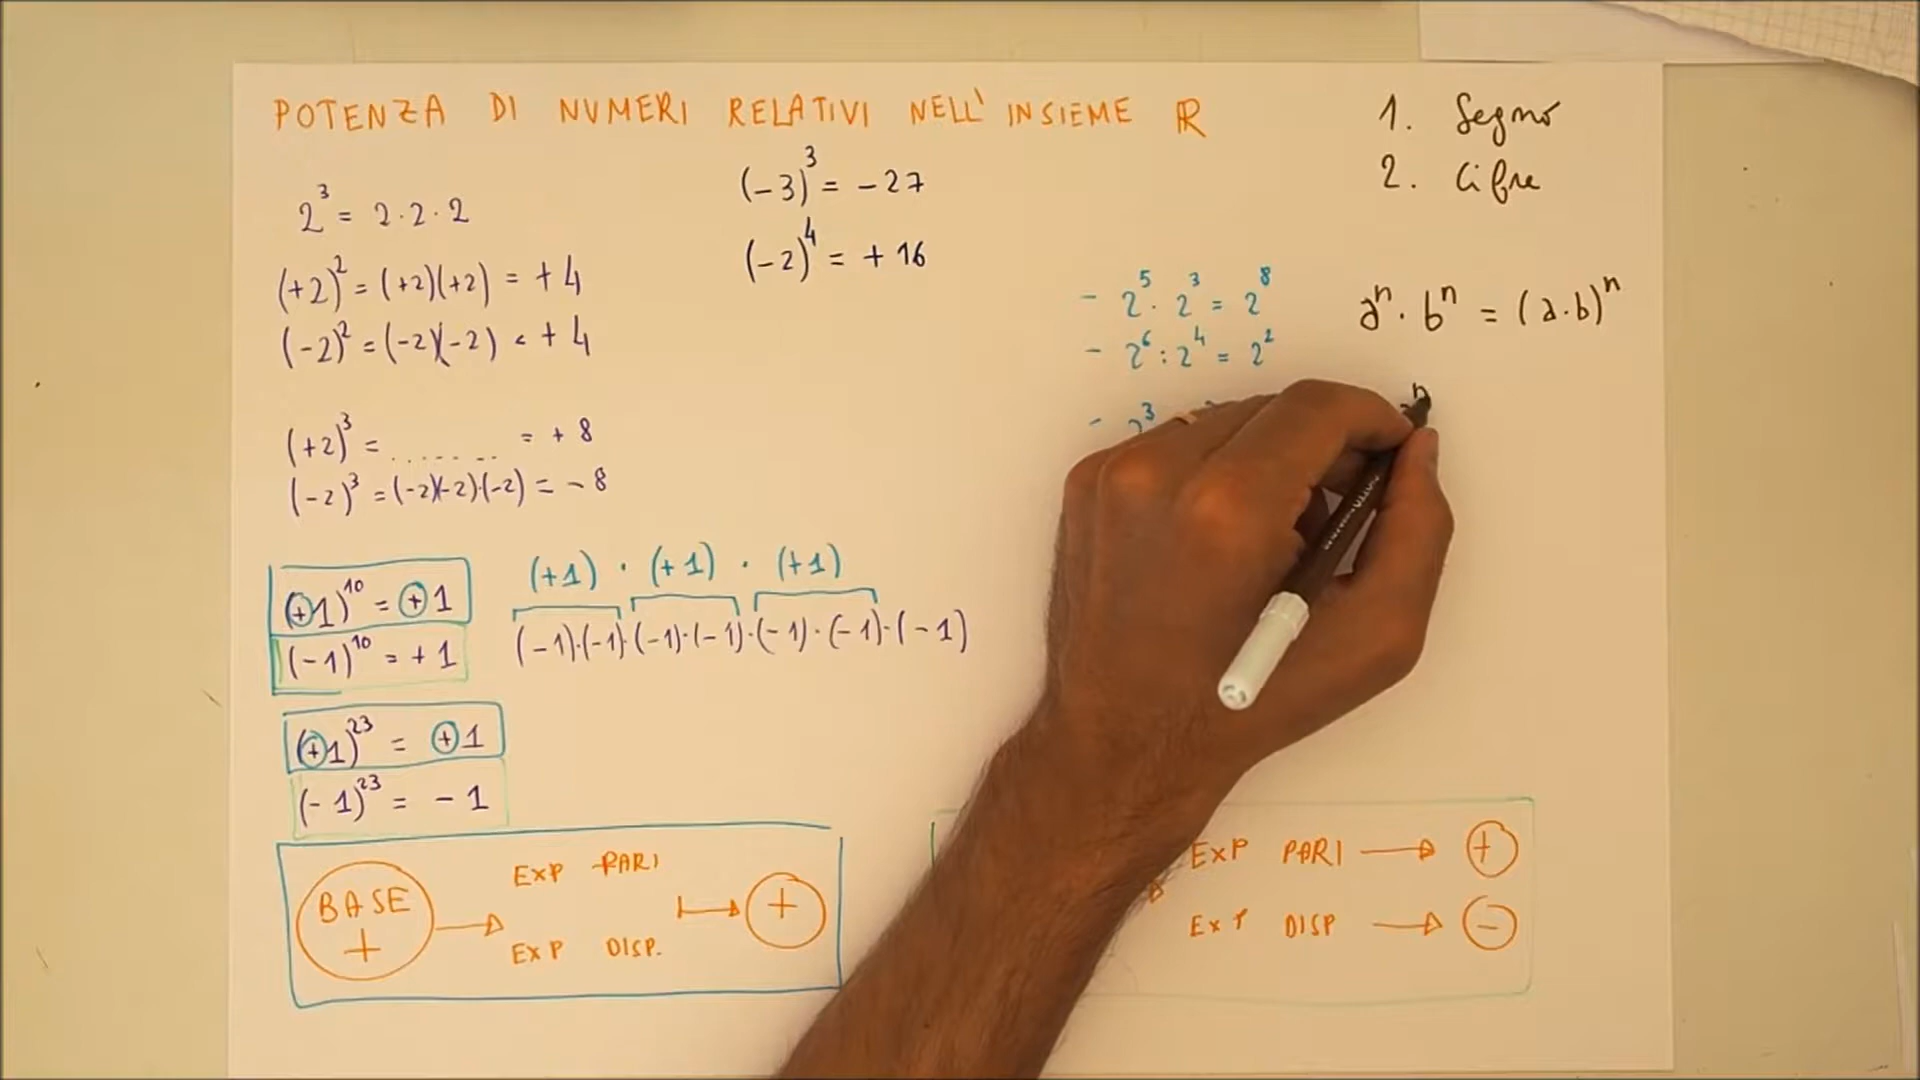 POTENZA DI NUMERI RELATIVI NELL'INSIEME ℝ
1. Segno
2. Cifre
2³ = 2·2·2
(+2)² = (+2)(+2) = +4
(-2)² = (-2)(-2) = +4
(+2)³ = ....... = +8
(-2)³ = (-2)(-2)·(-2) = -8
(-3)³ = -27
(-2)⁴ = +16
- 2⁵ · 2³ = 2⁸
- 2⁶ : 2⁴ = 2²
- 2³
aⁿ · bⁿ = (a·b)ⁿ
n
(+1)¹⁰ = +1
(-1)¹⁰ = +1
(+1) · (+1) · (+1)
(-1)·(-1)·(-1)·(-1)·(-1)·(-1)·(-1)
(+1)²³ = +1
(-1)²³ = -1
BASE
+
EXP PARI
EXP DISP.
+
EXP PARI +
EXP DISP -